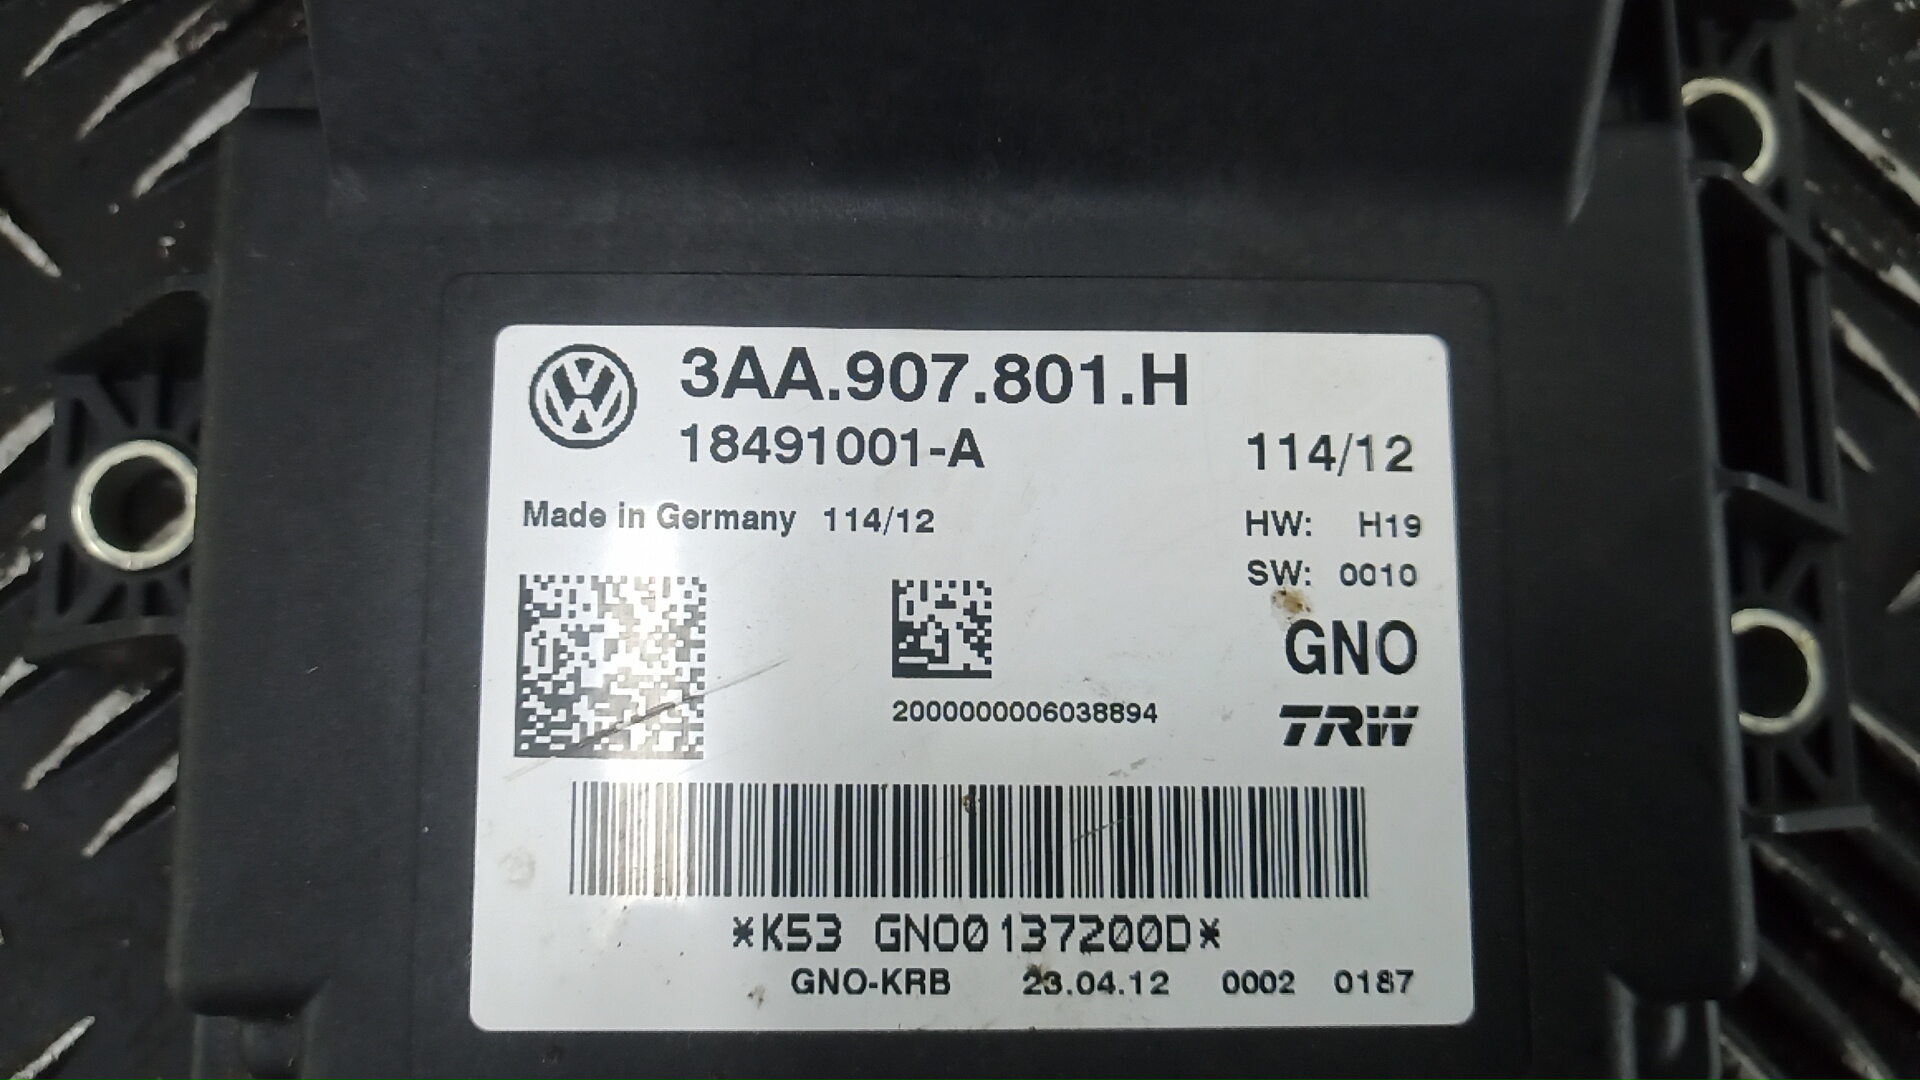 3AA.907.801.H
18491001-A 114/12
Made in Germany 114/12 HW: H19
SW: 0010
GNO
2000000006038894 TRW
*K53 GNO0137200D*
GNO-KRB 23.04.12 0002 0187